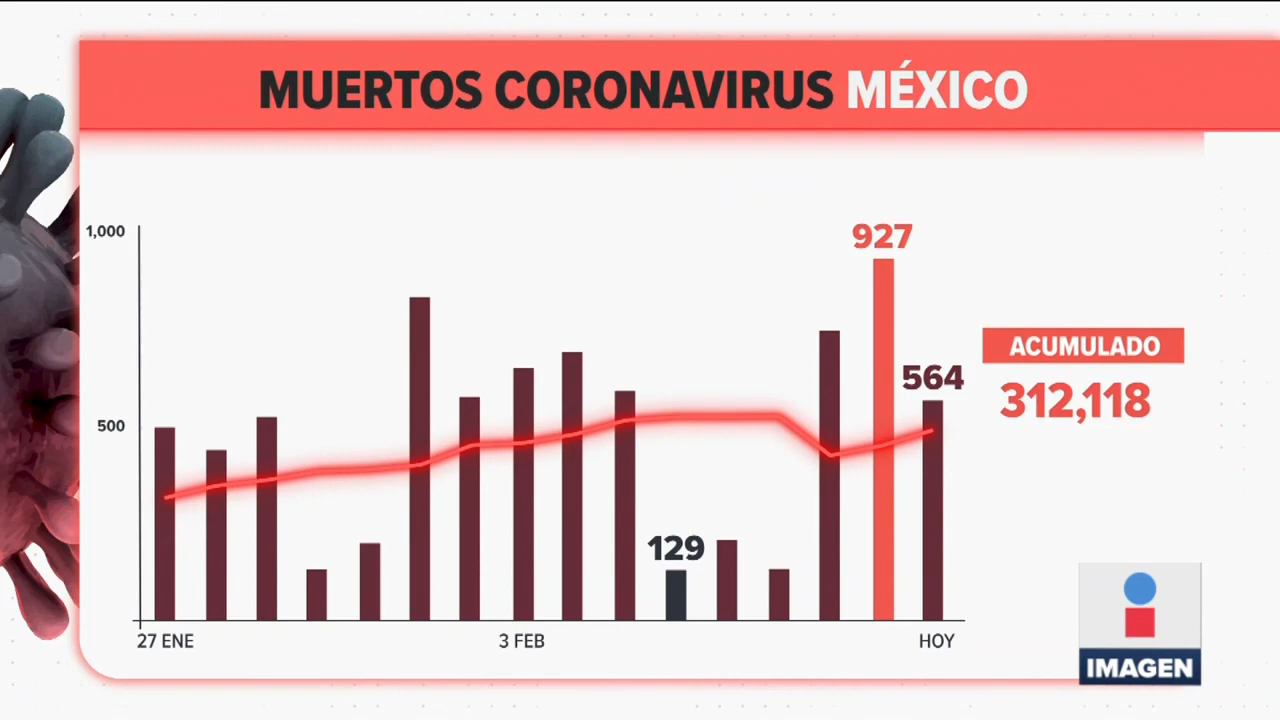 MUERTOS CORONAVIRUS MÉXICO
1,000
927
ACUMULADO
564
312,118
500
129
27 ENE
3 FEB
HOY
IMAGEN